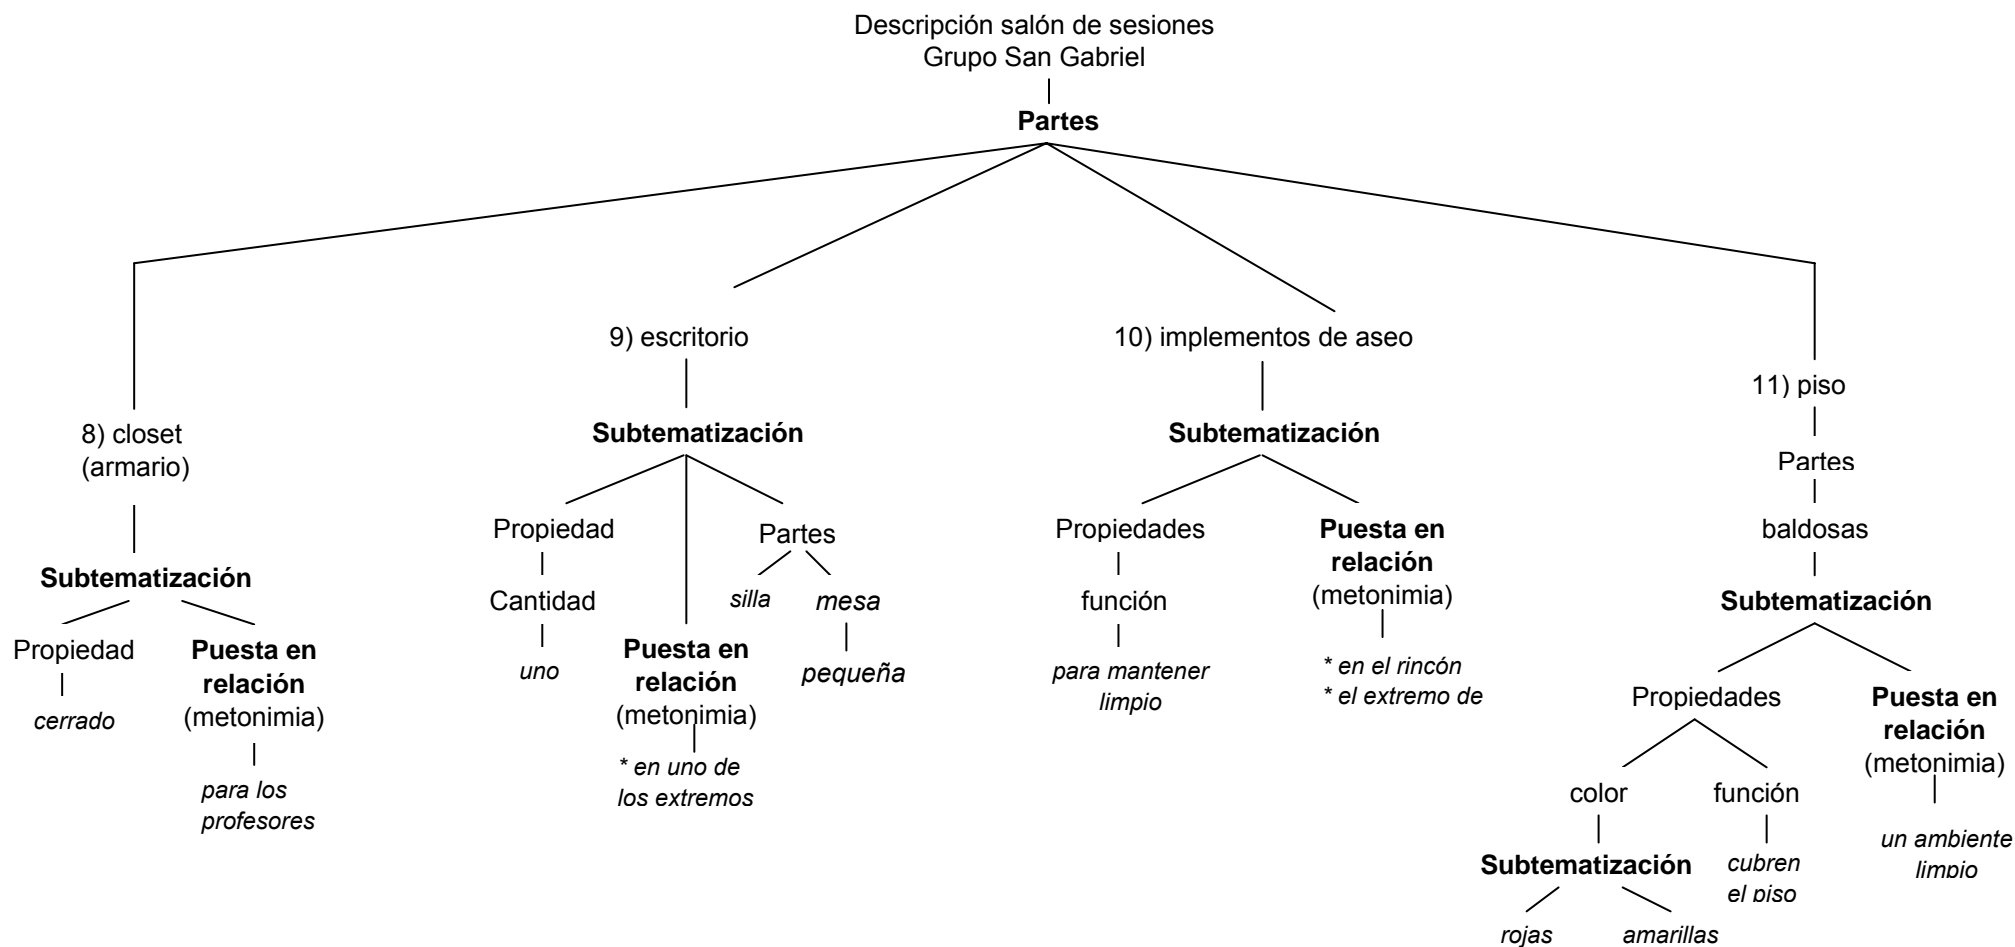 Descripción salón de sesiones
Grupo San Gabriel
Partes
8) closet
(armario)
Subtematización
Propiedad
cerrado
Puesta en
relación
(metonimia)
para los
profesores
9) escritorio
Subtematización
Propiedad
Cantidad
uno
Puesta en
relación
(metonimia)
* en uno de
los extremos
Partes
silla
mesa
pequeña
10) implementos de aseo
Subtematización
Propiedades
función
para mantener
limpio
Puesta en
relación
(metonimia)
* en el rincón
* el extremo de
11) piso
Partes
baldosas
Subtematización
Propiedades
color
Subtematización
rojas
amarillas
función
cubren
el piso
Puesta en
relación
(metonimia)
un ambiente
limpio